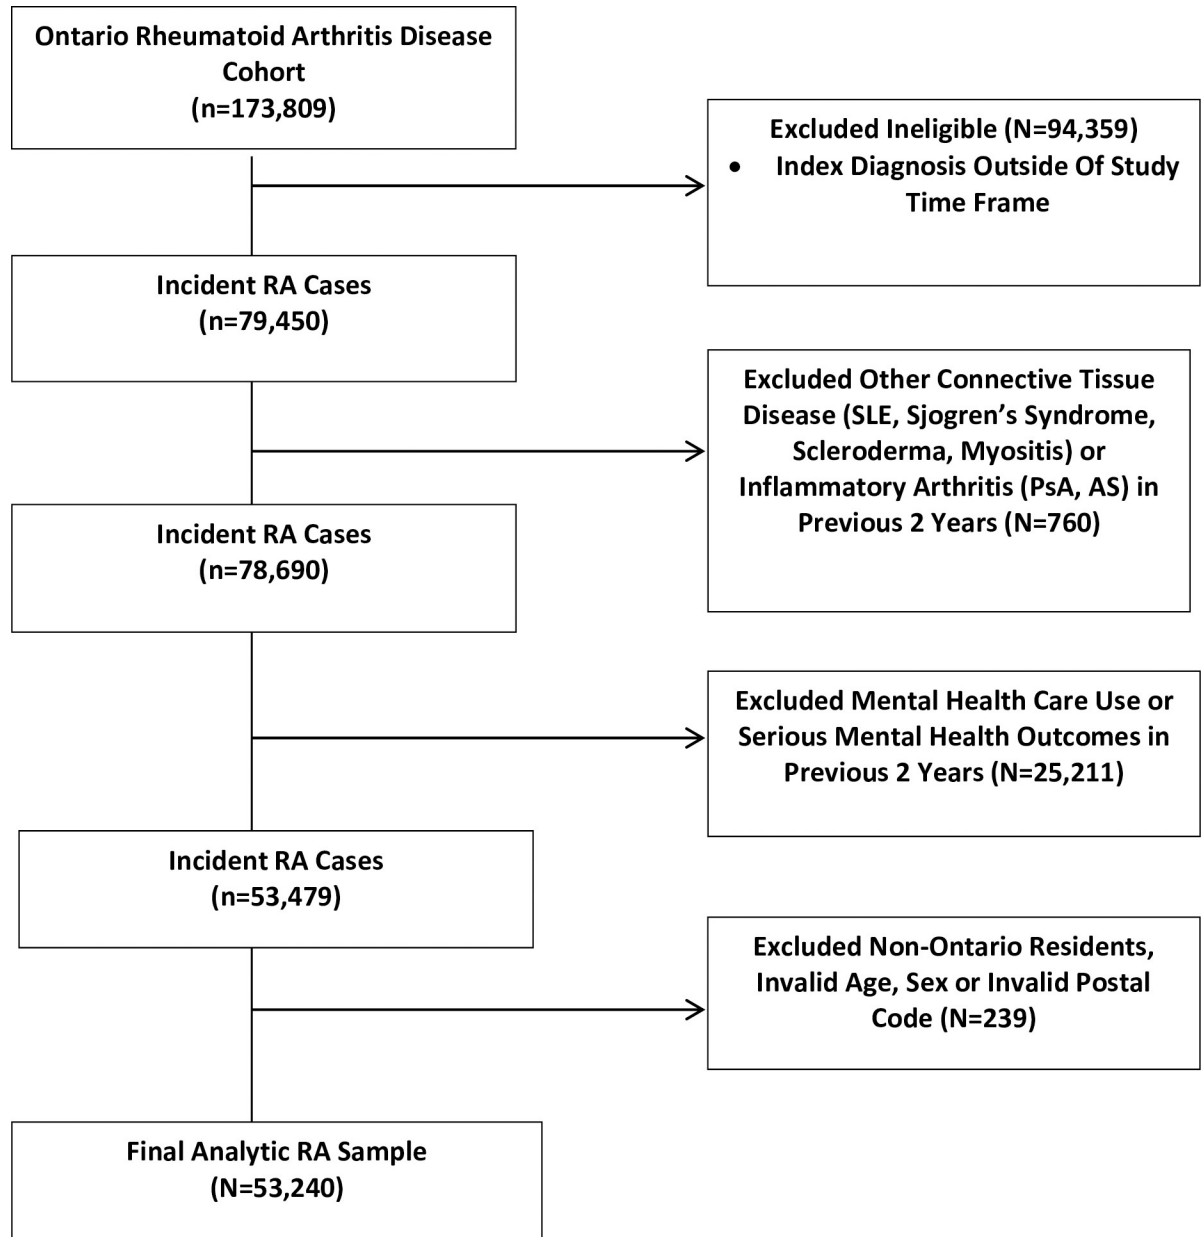 Ontario Rheumatoid Arthritis Disease
Cohort
(n=173,809)
Excluded Ineligible (N=94,359)
• Index Diagnosis Outside Of Study
Time Frame
Incident RA Cases
(n=79,450)
Excluded Other Connective Tissue
Disease (SLE, Sjogren’s Syndrome,
Scleroderma, Myositis) or
Inflammatory Arthritis (PsA, AS) in
Previous 2 Years (N=760)
Incident RA Cases
(n=78,690)
Excluded Mental Health Care Use or
Serious Mental Health Outcomes in
Previous 2 Years (N=25,211)
Incident RA Cases
(n=53,479)
Excluded Non-Ontario Residents,
Invalid Age, Sex or Invalid Postal
Code (N=239)
Final Analytic RA Sample
(N=53,240)